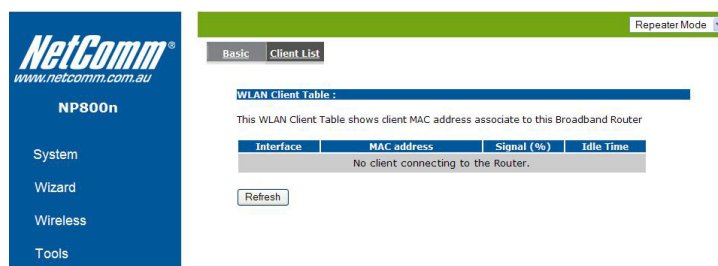 Repeater Mode
NetComm®
www.netcomm.com.au
NP800n
System
Wizard
Wireless
Tools
Basic Client List
WLAN Client Table :
This WLAN Client Table shows client MAC address associate to this Broadband Router
Interface MAC address Signal (%) Idle Time
No client connecting to the Router.
Refresh